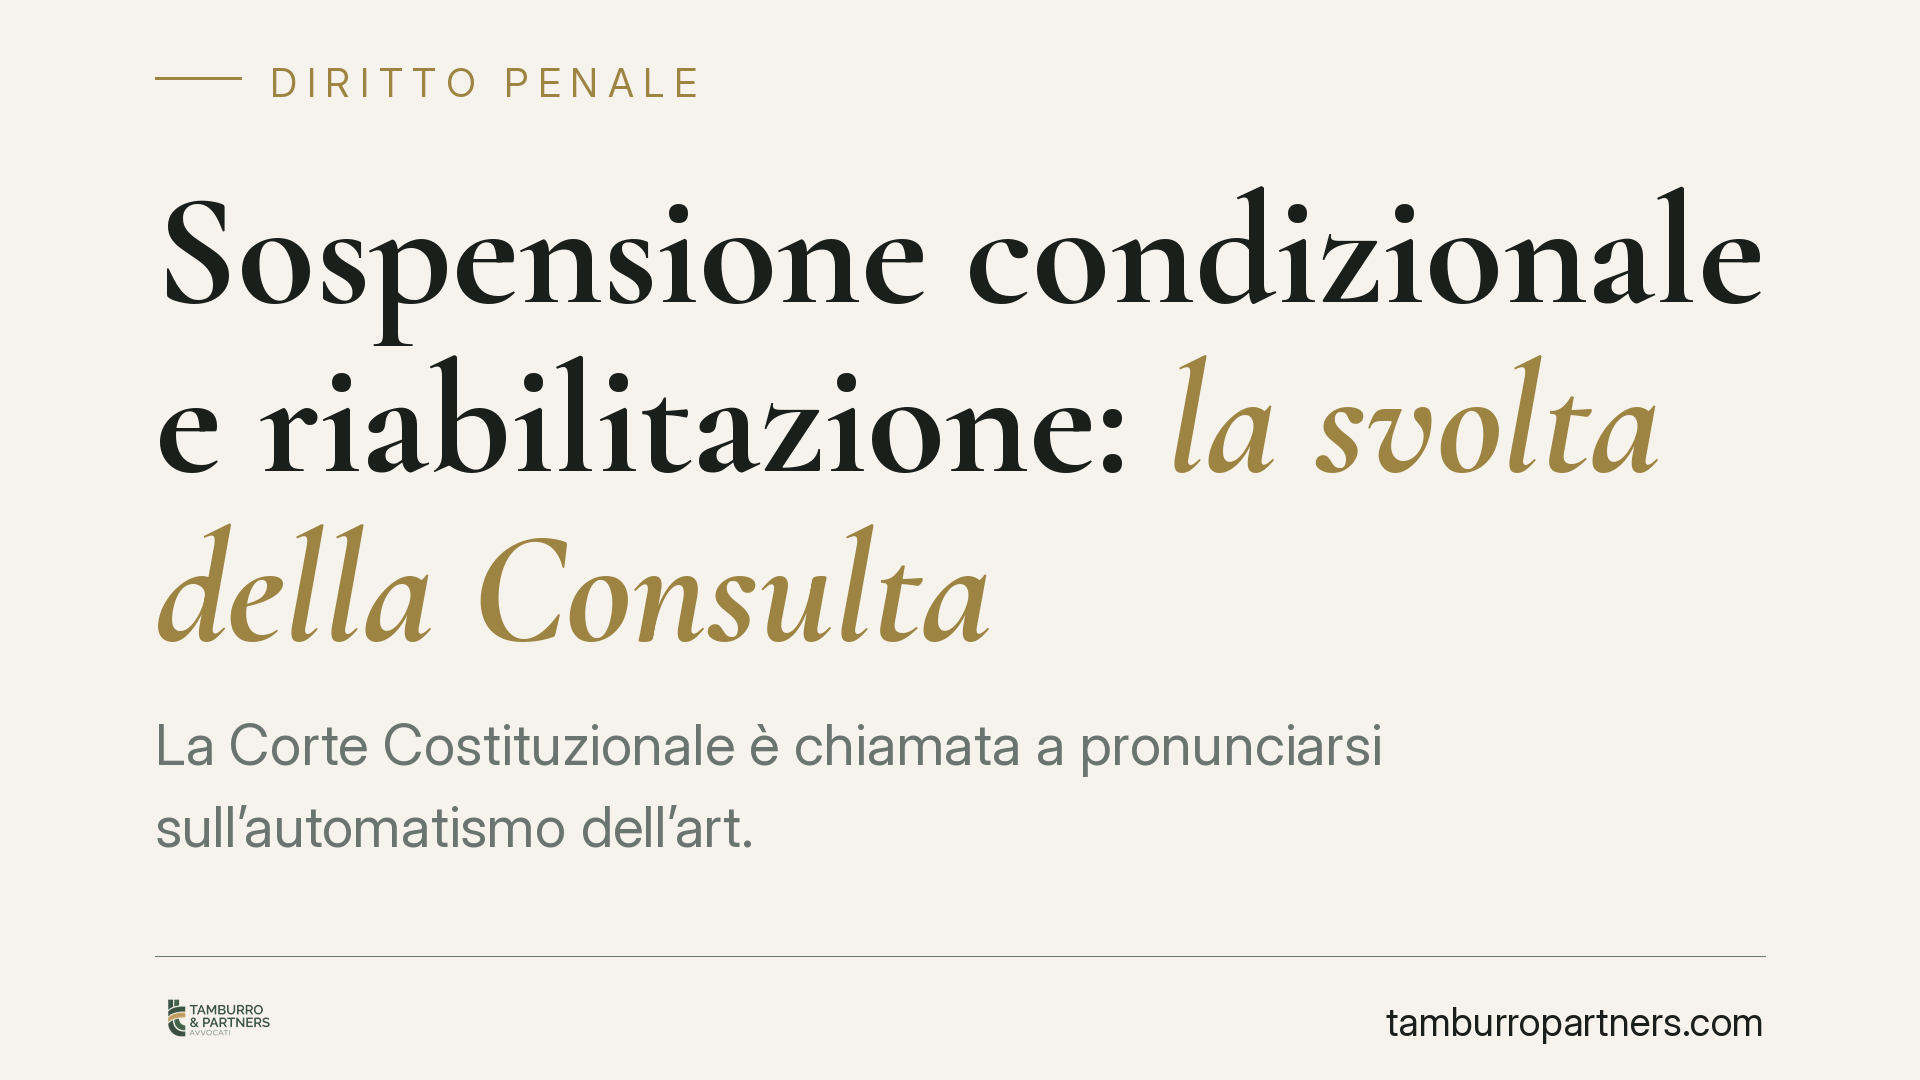 DIRITTO PENALE
Sospensione condizionale
e riabilitazione: la svolta
della Consulta
La Corte Costituzionale è chiamata a pronunciarsi
sull’automatismo dell’art.
TAMBURRO
& PARTNERS
AVVOCATI
tamburropartners.com